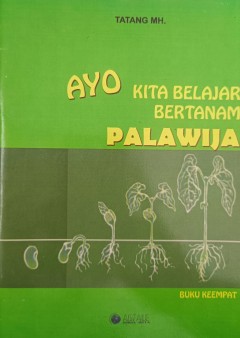 TATANG MH.
AYO KITA BELAJAR
BERTANAM
PALAWIJA
BUKU KEEMPAT